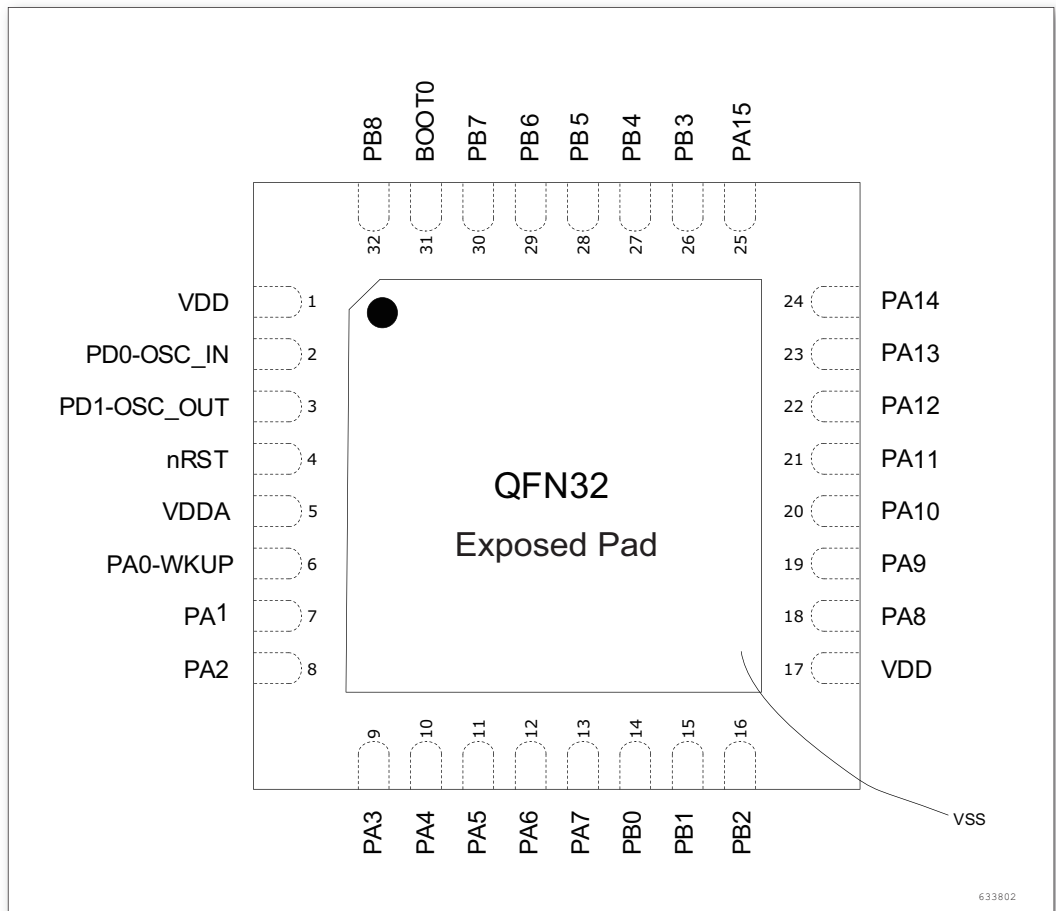 PB8
BOOT0
PB7
PB6
PB5
PB4
PB3
PA15
32
31
30
29
28
27
26
25
VDD 1
PD0-OSC_IN 2
PD1-OSC_OUT 3
nRST 4
VDDA 5
PA0-WKUP 6
PA1 7
PA2 8
24 PA14
23 PA13
22 PA12
21 PA11
20 PA10
19 PA9
18 PA8
17 VDD
QFN32
Exposed Pad
9
10
11
12
13
14
15
16
PA3
PA4
PA5
PA6
PA7
PB0
PB1
PB2
VSS
633802